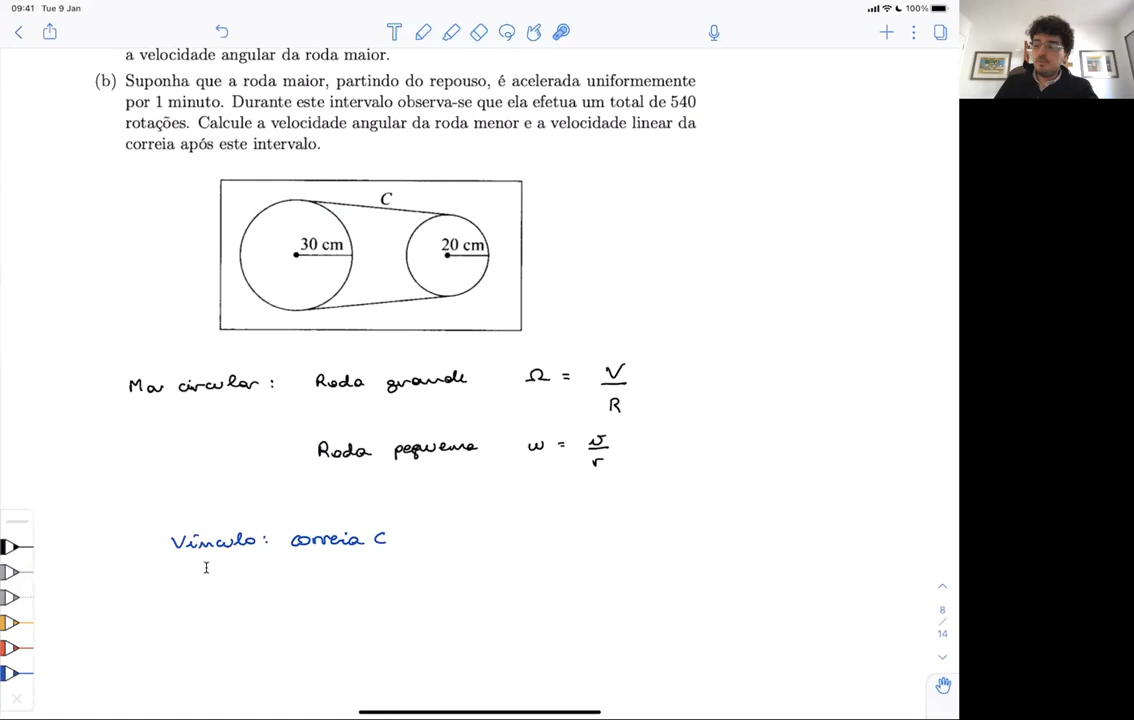 09:41 Tue 9 Jan
100%
a velocidade angular da roda maior.
(b) Suponha que a roda maior, partindo do repouso, é acelerada uniformemente
por 1 minuto. Durante este intervalo observa-se que ela efetua um total de 540
rotações. Calcule a velocidade angular da roda menor e a velocidade linear da
correia após este intervalo.
C
30 cm
20 cm
Mov circular : Roda grande Ω = V/R
Roda pequena ω = v/r
Vínculo : correia C
8
/
14